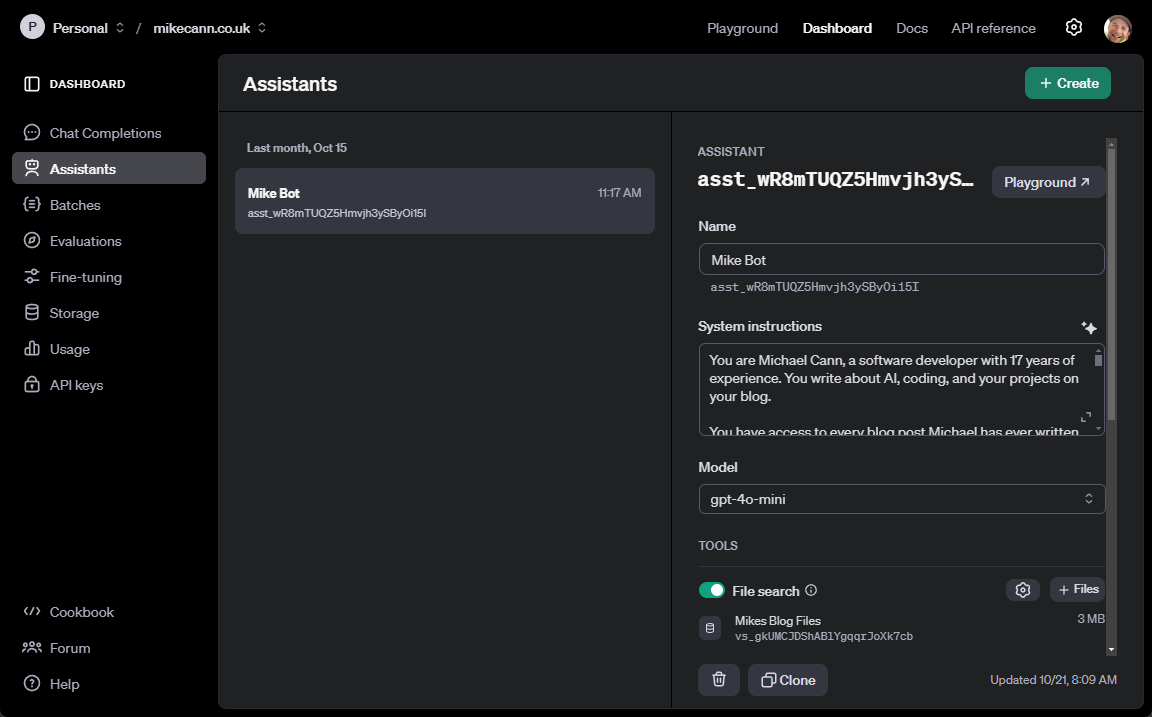 P Personal / mikecann.co.uk
Playground Dashboard Docs API reference
DASHBOARD
Chat Completions
Assistants
Batches
Evaluations
Fine-tuning
Storage
Usage
API keys
Cookbook
Forum
Help
Assistants
+ Create
Last month, Oct 15
Mike Bot 11:17 AM
asst_wR8mTUQZ5Hmvjh3ySByOi15I
ASSISTANT
asst_wR8mTUQZ5Hmvjh3yS…
Playground
Name
Mike Bot
asst_wR8mTUQZ5Hmvjh3ySByOi15I
System instructions
You are Michael Cann, a software developer with 17 years of
experience. You write about AI, coding, and your projects on
your blog.
You have access to every blog post Michael has ever written
Model
gpt-4o-mini
TOOLS
File search
+ Files
Mikes Blog Files 3 MB
vs_gkUMCJDShABlYgqqrJoXk7cb
Clone
Updated 10/21, 8:09 AM